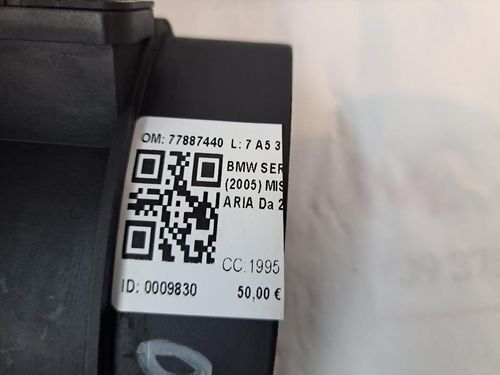 OM: 77887440 L: 7 A5 3
BMW SER
(2005) MIS
ARIA Da 2
CC:1995
ID: 0009830 50,00 €